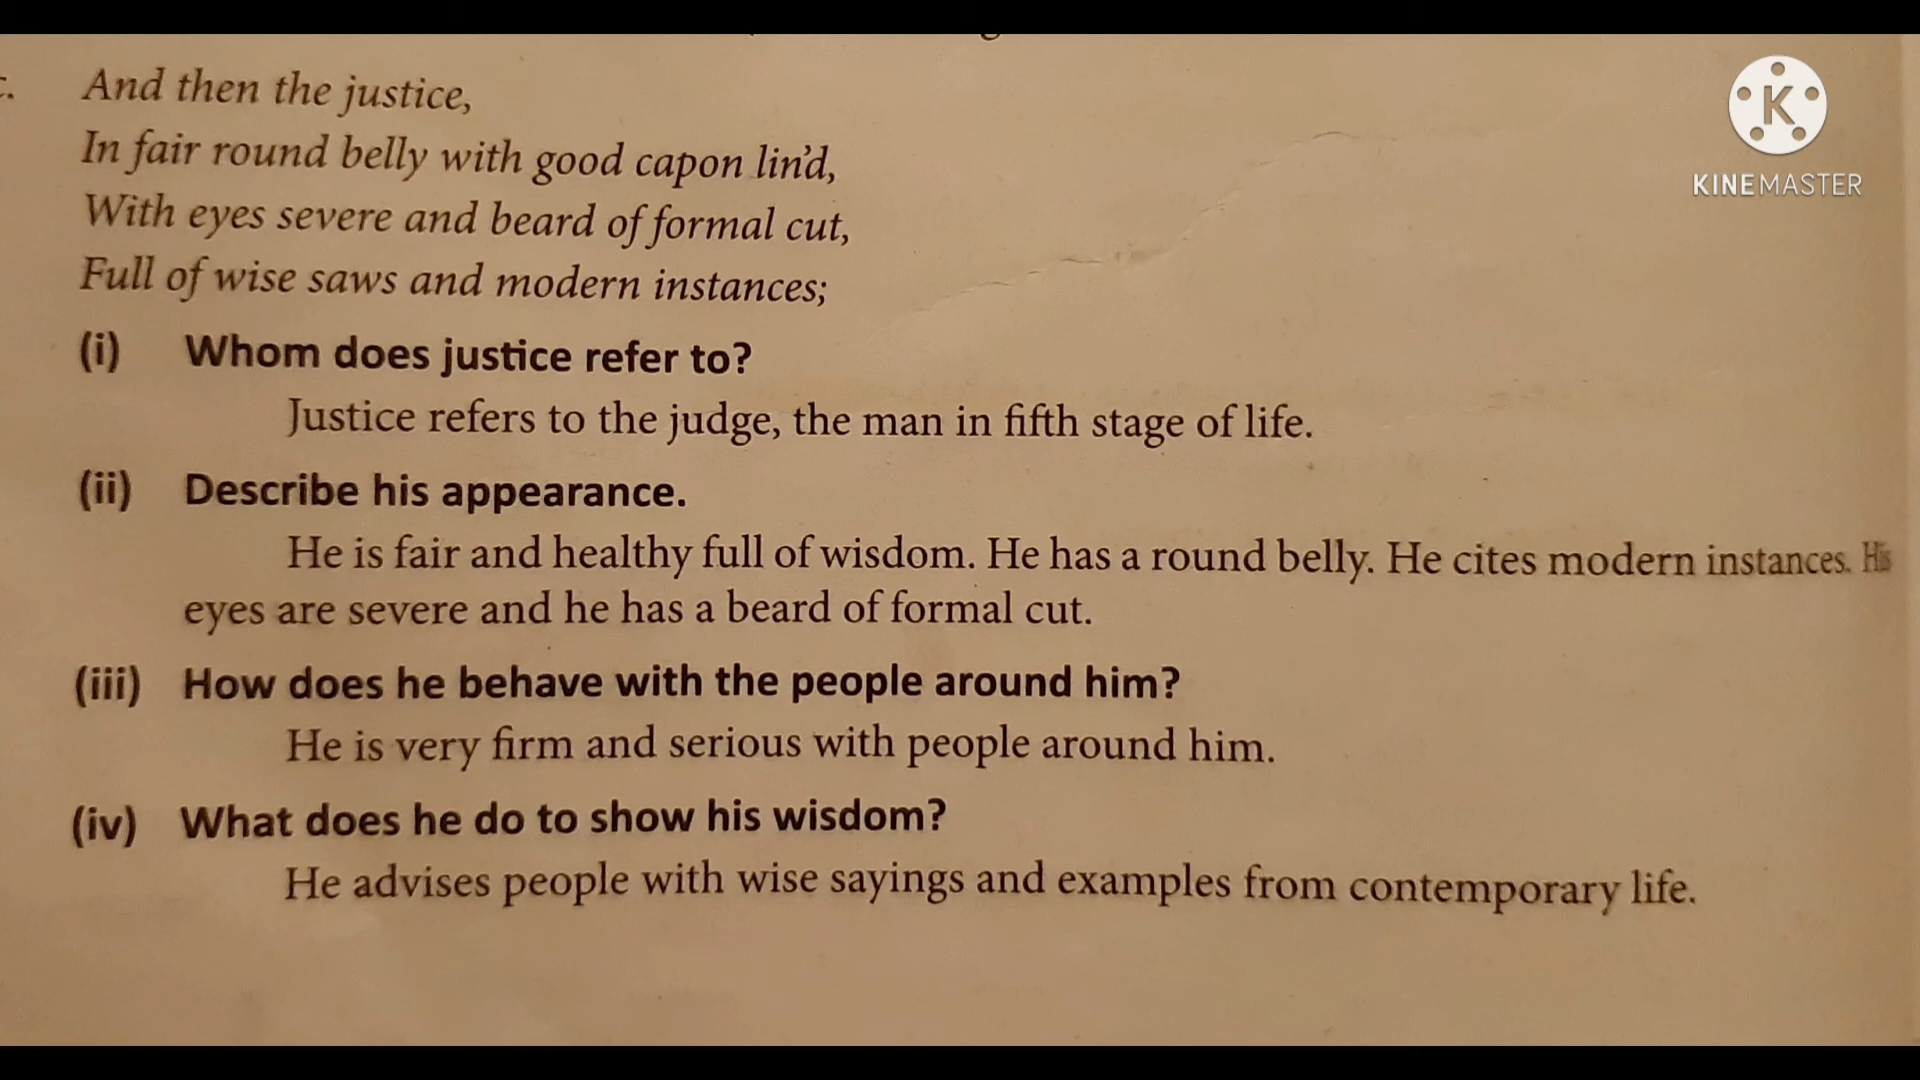 c. And then the justice,
In fair round belly with good capon lin'd,
With eyes severe and beard of formal cut,
Full of wise saws and modern instances;
(i) Whom does justice refer to?
Justice refers to the judge, the man in fifth stage of life.
(ii) Describe his appearance.
He is fair and healthy full of wisdom. He has a round belly. He cites modern instances. His
eyes are severe and he has a beard of formal cut.
(iii) How does he behave with the people around him?
He is very firm and serious with people around him.
(iv) What does he do to show his wisdom?
He advises people with wise sayings and examples from contemporary life.
K
KINEMASTER